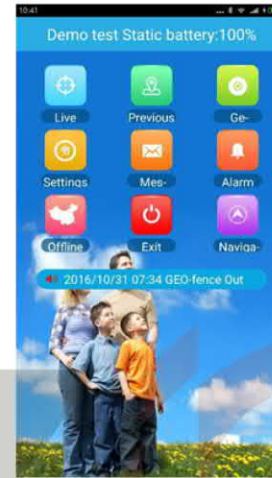 10:41
Demo test Static battery:100%
Live Previous Ge-
Settings Mes- Alarm
Offline Exit Naviga-
2016/10/31 07:34 GEO-fence Out